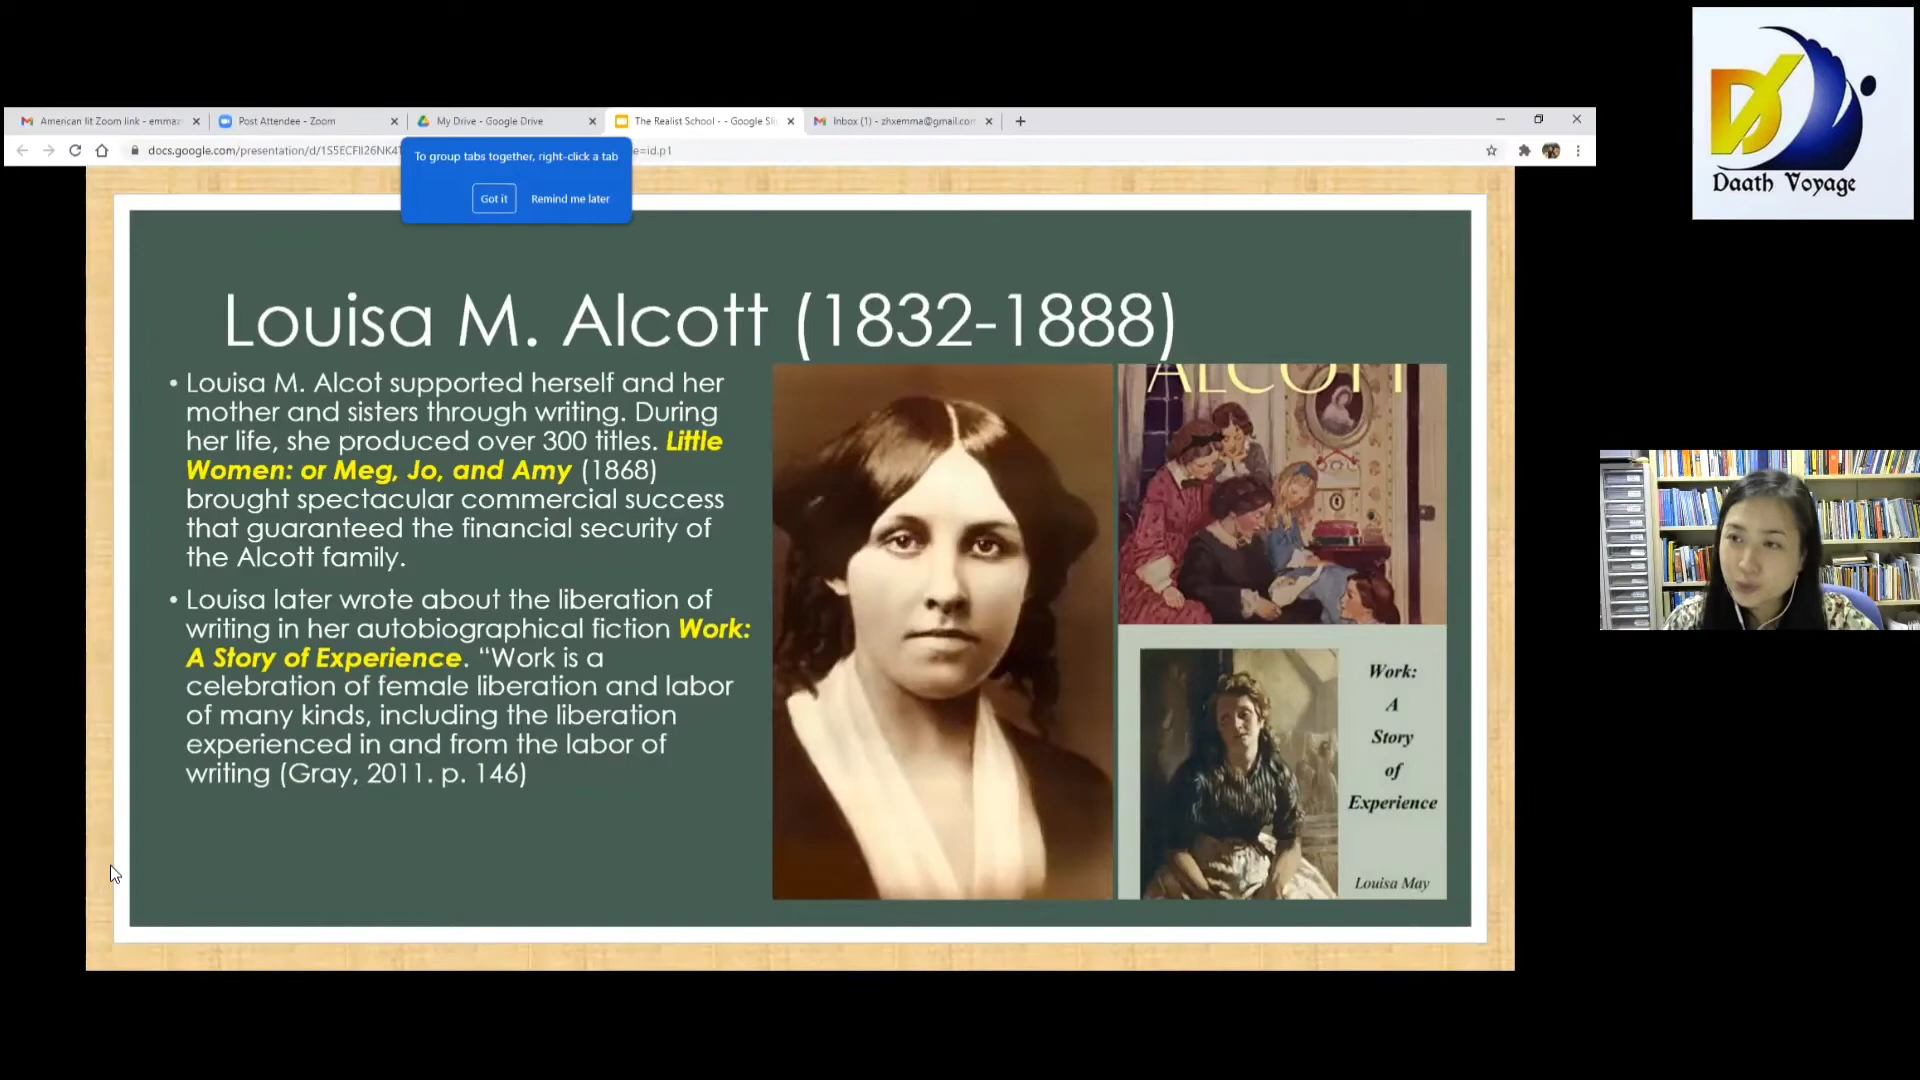 American lit Zoom link - emmaz
Post Attendee - Zoom
My Drive - Google Drive
The Realist School - - Google Sli
Inbox (1) - zhxemma@gmail.com
To group tabs together, right-click a tab
Got it
Remind me later
Daath Voyage
Louisa M. Alcott (1832-1888)
• Louisa M. Alcot supported herself and her
mother and sisters through writing. During
her life, she produced over 300 titles. Little
Women: or Meg, Jo, and Amy (1868)
brought spectacular commercial success
that guaranteed the financial security of
the Alcott family.
• Louisa later wrote about the liberation of
writing in her autobiographical fiction Work:
A Story of Experience. “Work is a
celebration of female liberation and labor
of many kinds, including the liberation
experienced in and from the labor of
writing (Gray, 2011. p. 146)
ALCOTT
Work:
A
Story
of
Experience
Louisa May